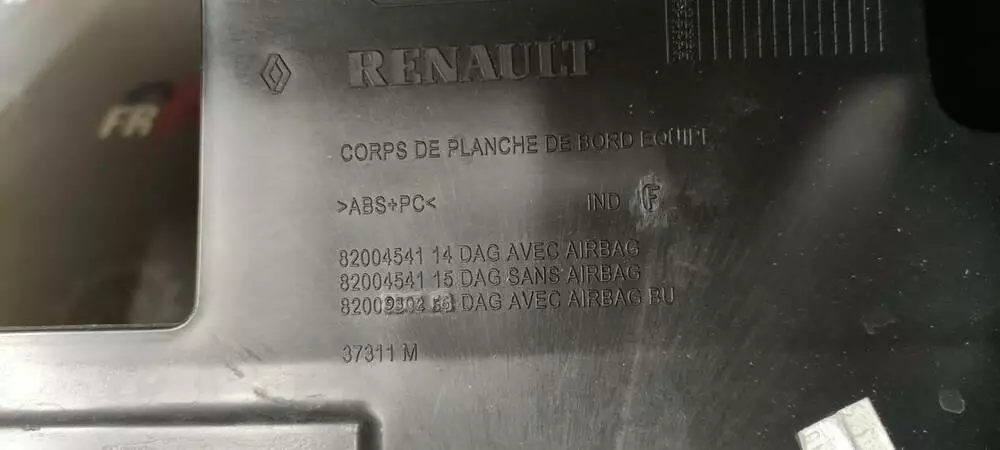 RENAULT
FR
CORPS DE PLANCHE DE BORD EQUIPE
>ABS+PC<
IND F
82004541 14 DAG AVEC AIRBAG
82004541 15 DAG SANS AIRBAG
DAG AVEC AIRBAG BU
37311 M